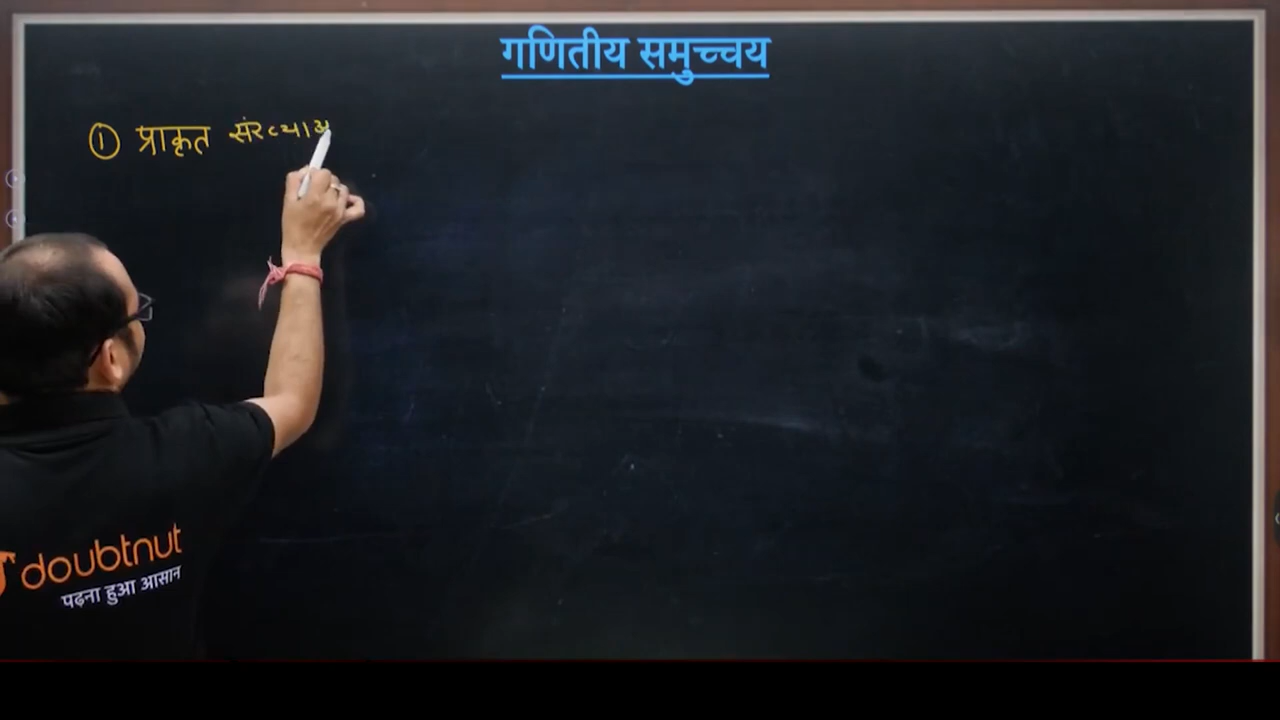 गणितीय समुच्चय
① प्राकृत संख्याअ
doubtnut
पढ़ना हुआ आसान